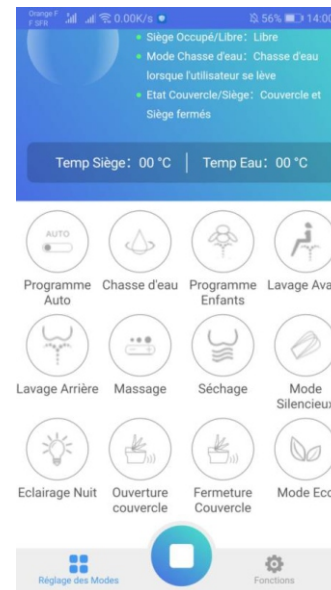 Orange F
F SFR
0.00K/s
56%
14:00
Siège Occupé/Libre: Libre
Mode Chasse d'eau: Chasse d'eau
lorsque l'utilisateur se lève
Etat Couvercle/Siège: Couvercle et
Siège fermés
Temp Siège: 00 °C | Temp Eau: 00 °C
AUTO
Programme Auto
Chasse d'eau
Programme Enfants
Lavage Ava
Lavage Arrière
Massage
Séchage
Mode Silencieux
Eclairage Nuit
Ouverture couvercle
Fermeture Couvercle
Mode Eco
Réglage des Modes
Fonctions